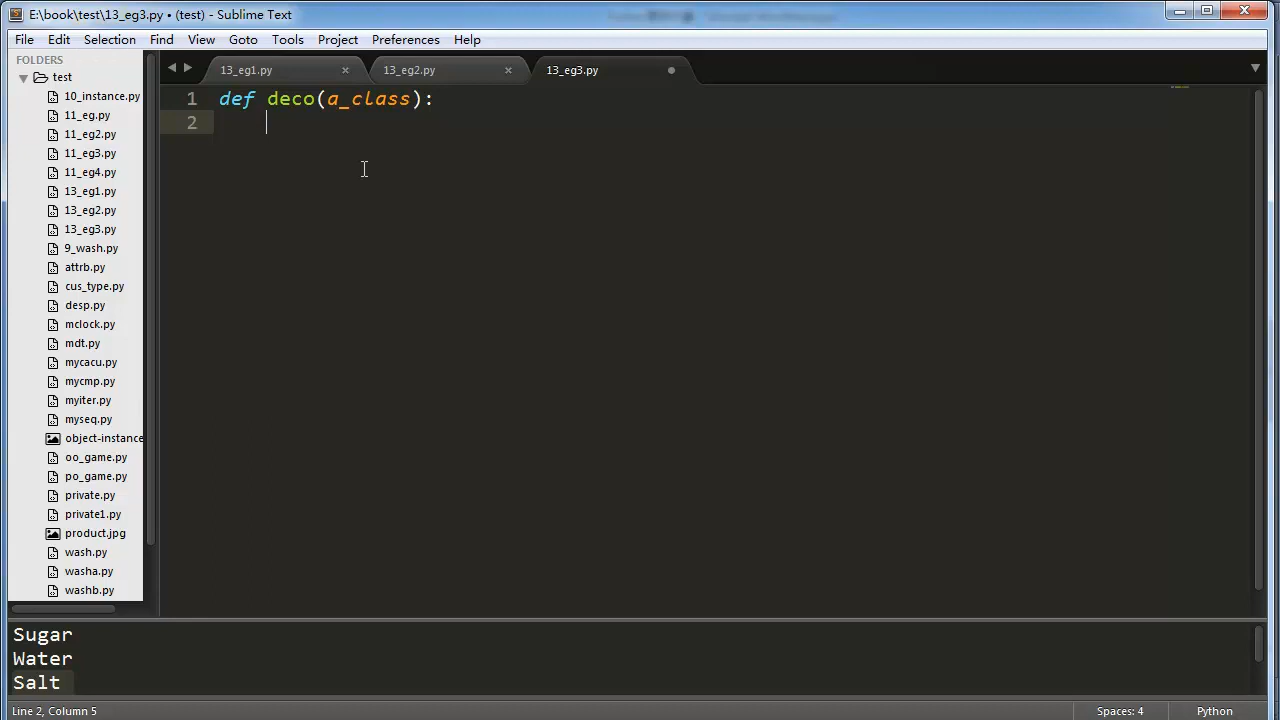 E:\book\test\13_eg3.py • (test) - Sublime Text
File Edit Selection Find View Goto Tools Project Preferences Help
FOLDERS
test
10_instance.py
11_eg.py
11_eg2.py
11_eg3.py
11_eg4.py
13_eg1.py
13_eg2.py
13_eg3.py
9_wash.py
attrb.py
cus_type.py
desp.py
mclock.py
mdt.py
mycacu.py
mycmp.py
myiter.py
myseq.py
object-instance
oo_game.py
po_game.py
private.py
private1.py
product.jpg
wash.py
washa.py
washb.py
13_eg1.py 13_eg2.py 13_eg3.py
1 def deco(a_class):
2
Sugar
Water
Salt
Line 2, Column 5 Spaces: 4 Python